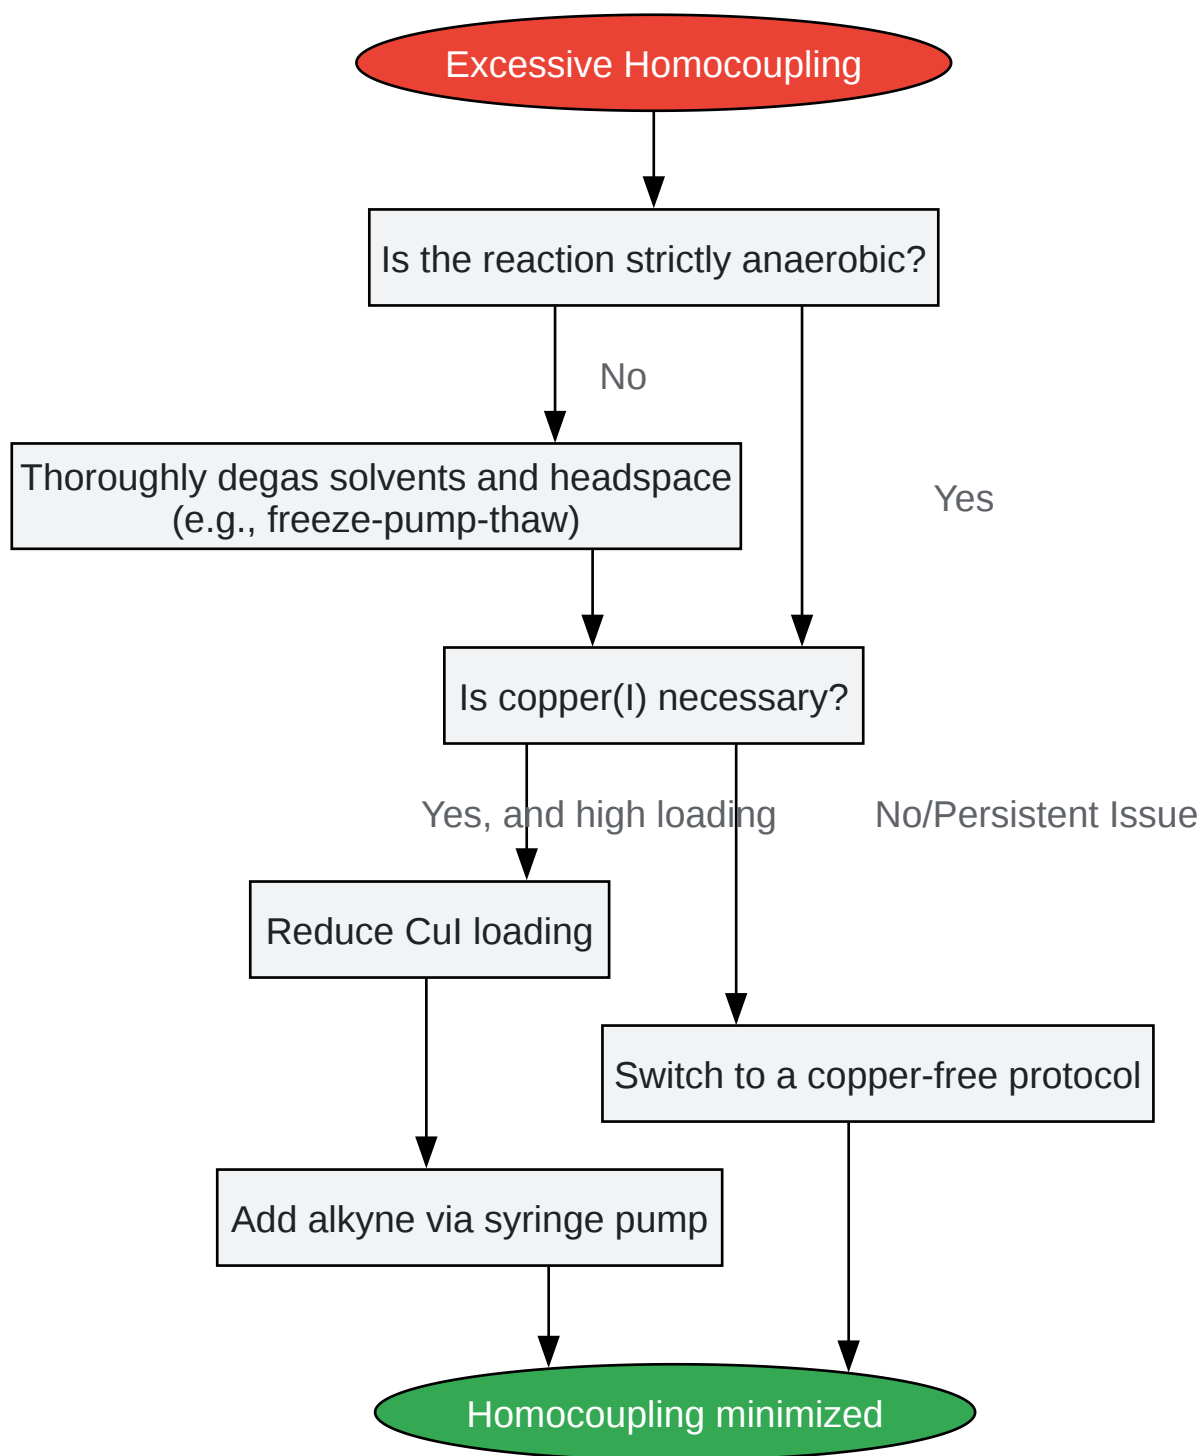 Excessive Homocoupling
Is the reaction strictly anaerobic?
No
Thoroughly degas solvents and headspace
(e.g., freeze-pump-thaw)
Yes
Is copper(I) necessary?
Yes, and high loading
No/Persistent Issue
Reduce CuI loading
Switch to a copper-free protocol
Add alkyne via syringe pump
Homocoupling minimized